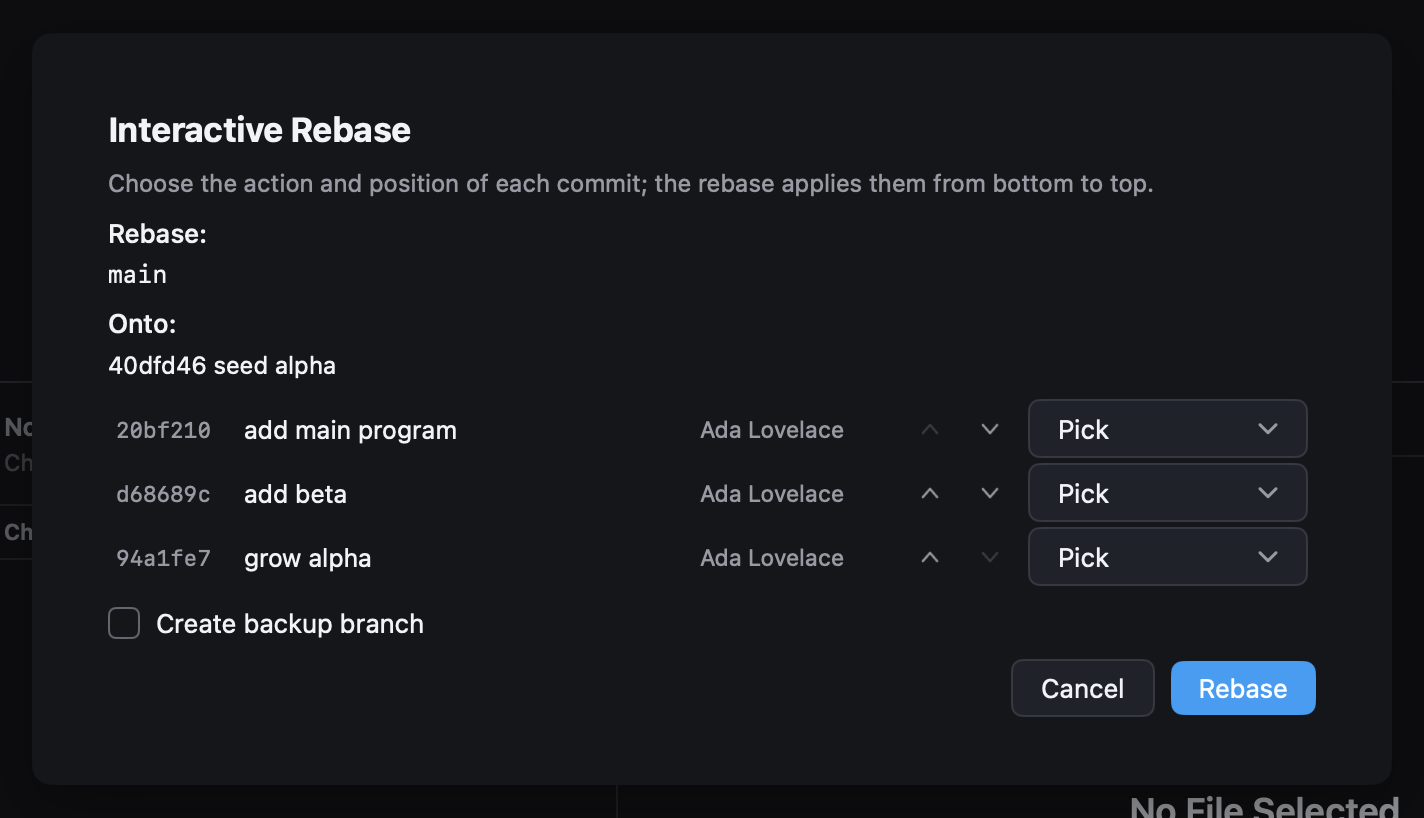 Interactive Rebase
Choose the action and position of each commit; the rebase applies them from bottom to top.
Rebase:
main
Onto:
40dfd46 seed alpha
20bf210 add main program Ada Lovelace Pick
d68689c add beta Ada Lovelace Pick
94a1fe7 grow alpha Ada Lovelace Pick
Create backup branch
Cancel Rebase
No File Selected